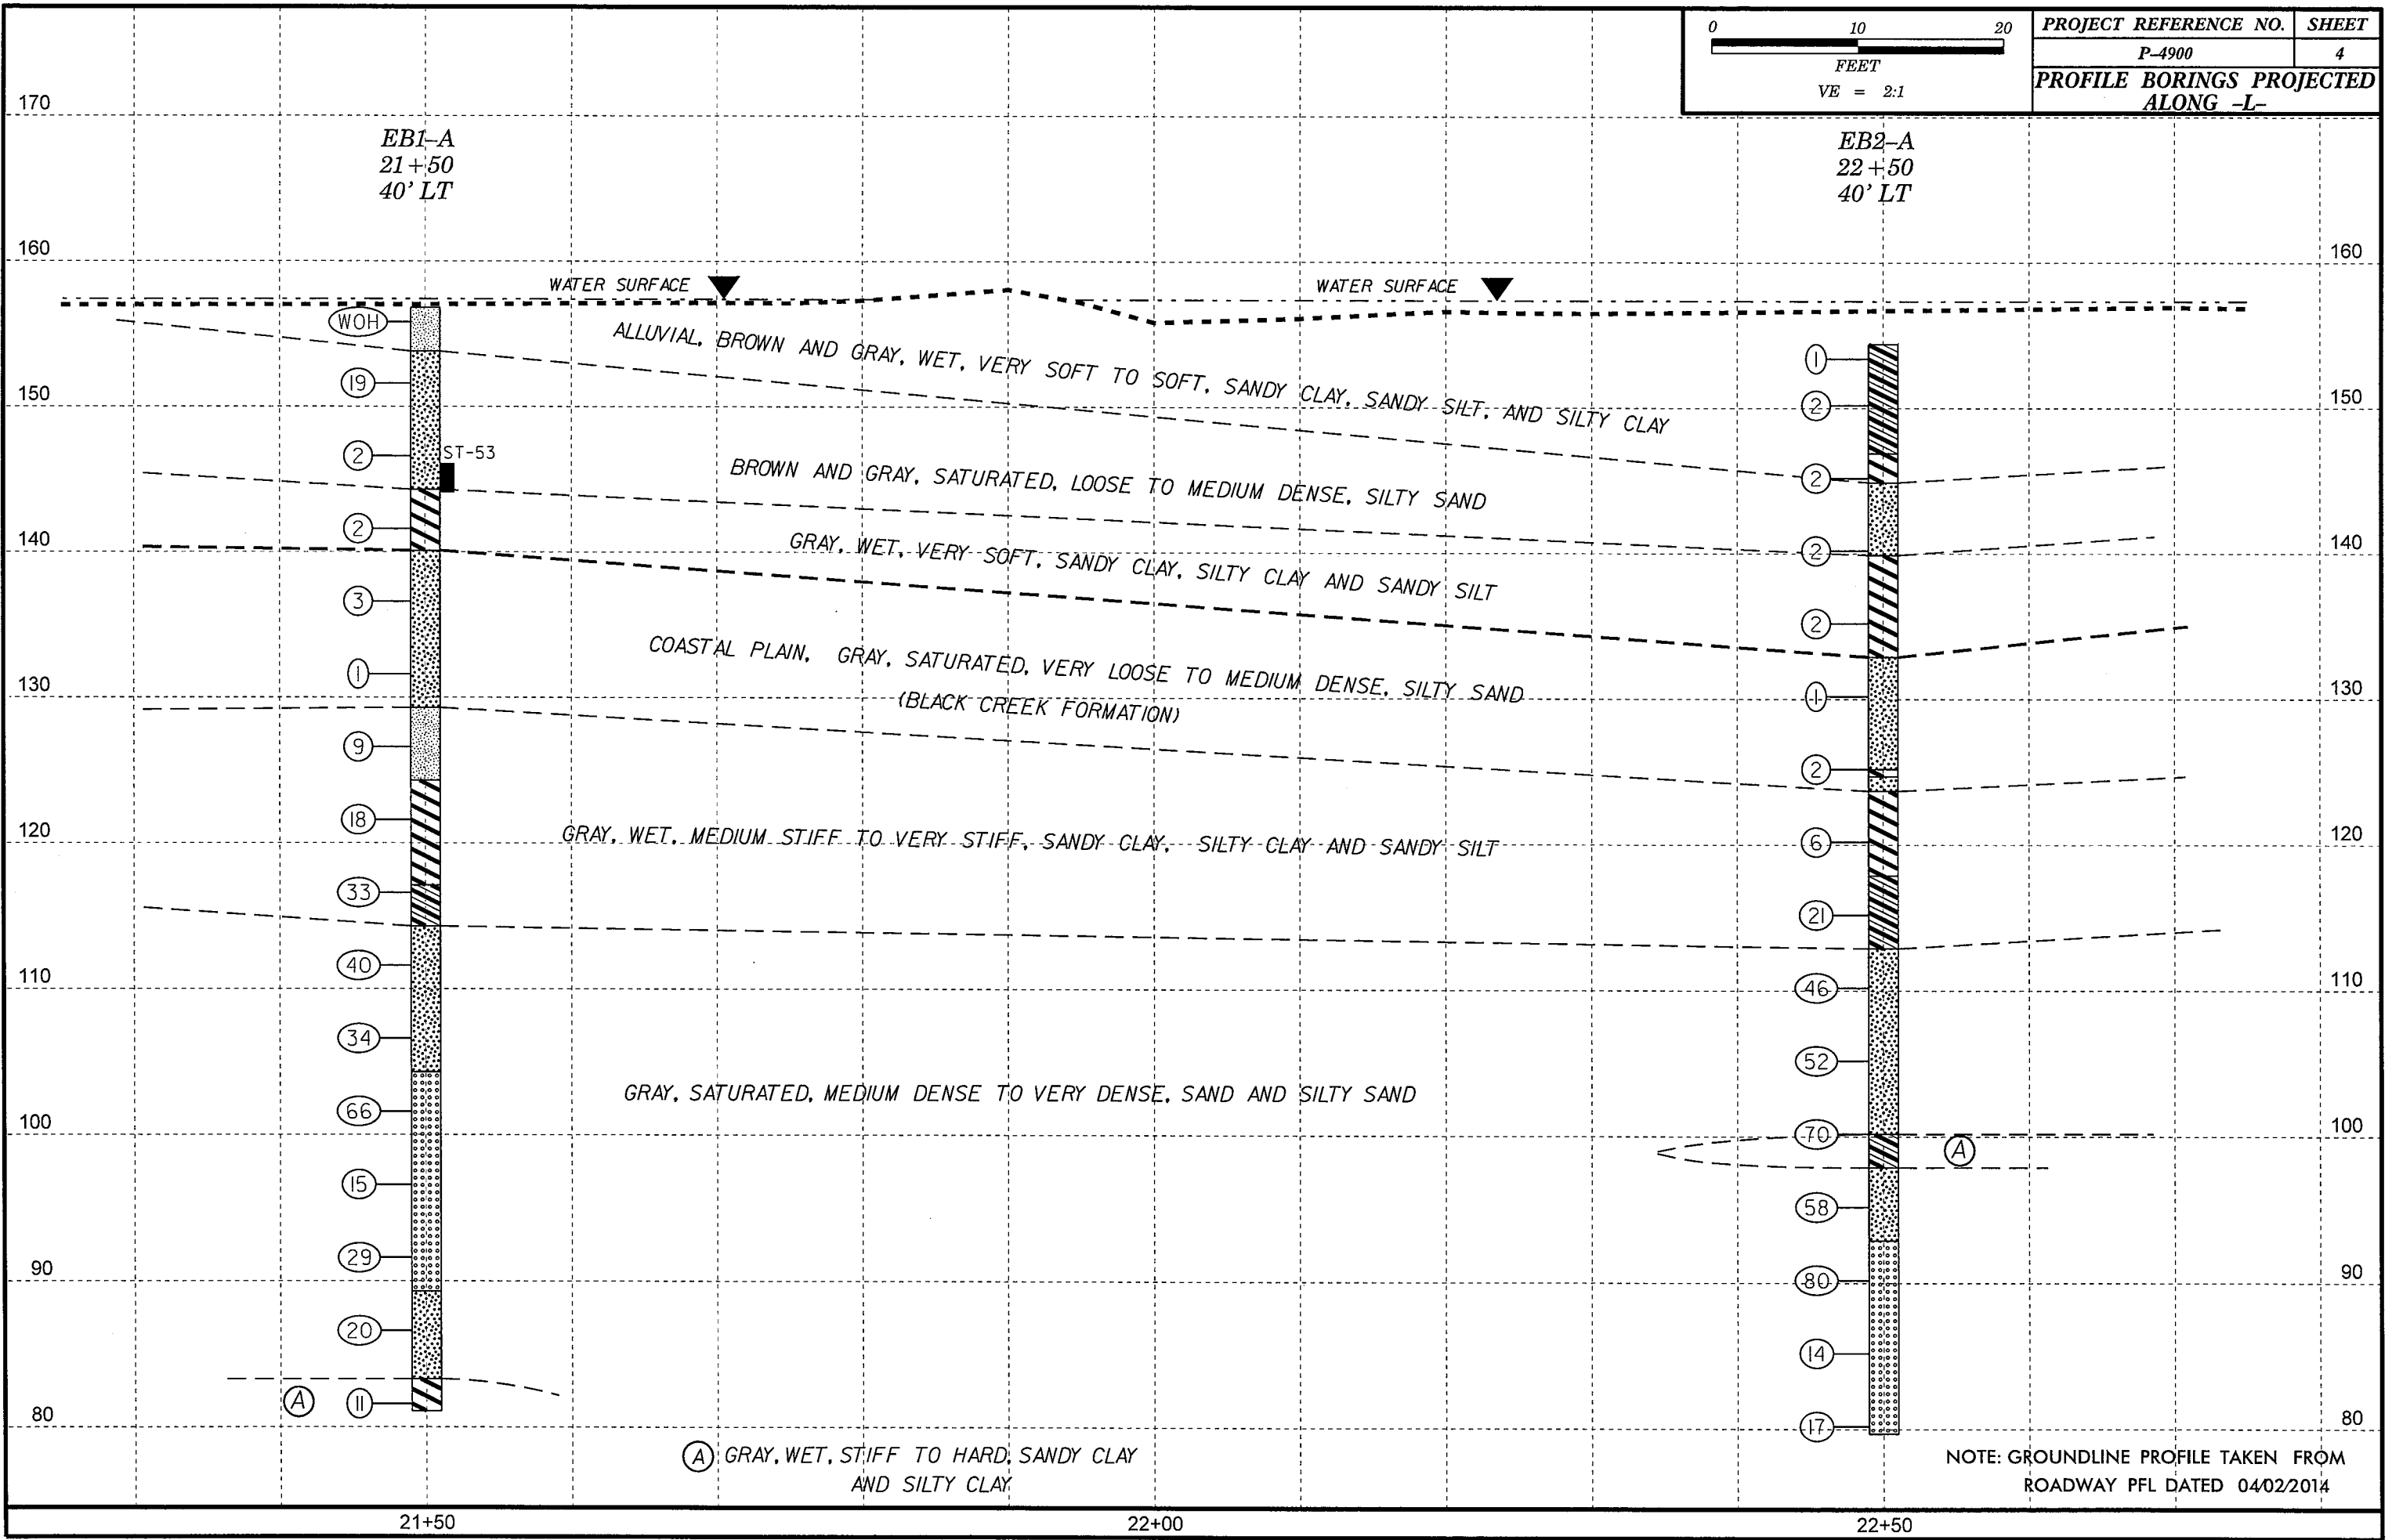 0 10 20
FEET
VE = 2:1
PROJECT REFERENCE NO.
SHEET
P-4900
4
PROFILE BORINGS PROJECTED
ALONG -L-
170
EB1-A
21+50
40' LT
EB2-A
22+50
40' LT
160
160
WATER SURFACE
WATER SURFACE
WOH
ALLUVIAL, BROWN AND GRAY, WET, VERY SOFT TO SOFT, SANDY CLAY, SANDY SILT, AND SILTY CLAY
1
19
2
150
150
2
ST-53
BROWN AND GRAY, SATURATED, LOOSE TO MEDIUM DENSE, SILTY SAND
2
2
GRAY, WET, VERY SOFT, SANDY CLAY, SILTY CLAY AND SANDY SILT
2
140
140
3
2
COASTAL PLAIN, GRAY, SATURATED, VERY LOOSE TO MEDIUM DENSE, SILTY SAND
(BLACK CREEK FORMATION)
1
1
130
130
9
2
18
GRAY, WET, MEDIUM STIFF TO VERY STIFF, SANDY CLAY, SILTY CLAY AND SANDY SILT
6
120
120
33
21
40
46
110
110
34
52
66
GRAY, SATURATED, MEDIUM DENSE TO VERY DENSE, SAND AND SILTY SAND
70
100
100
A
15
58
29
80
90
90
20
14
A
11
17
80
80
A GRAY, WET, STIFF TO HARD, SANDY CLAY
AND SILTY CLAY
NOTE: GROUNDLINE PROFILE TAKEN FROM
ROADWAY PFL DATED 04/02/2014
21+50
22+00
22+50